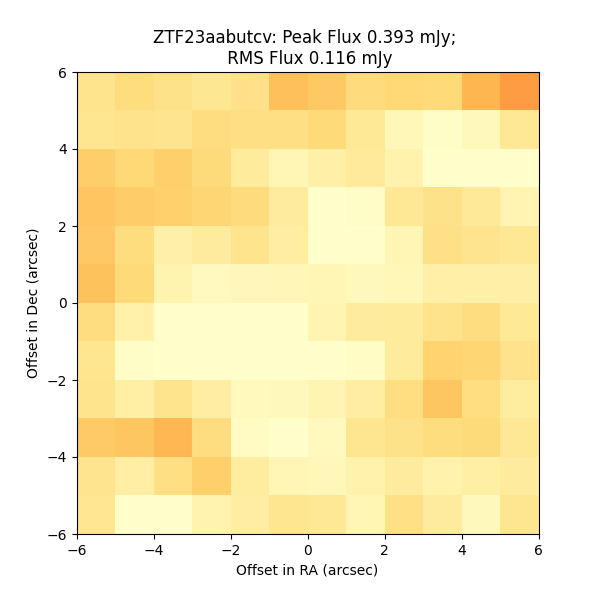 ZTF23aabutcv: Peak Flux 0.393 mJy;
RMS Flux 0.116 mJy
6
4
2
0
−2
−4
−6
Offset in Dec (arcsec)
−6 −4 −2 0 2 4 6
Offset in RA (arcsec)